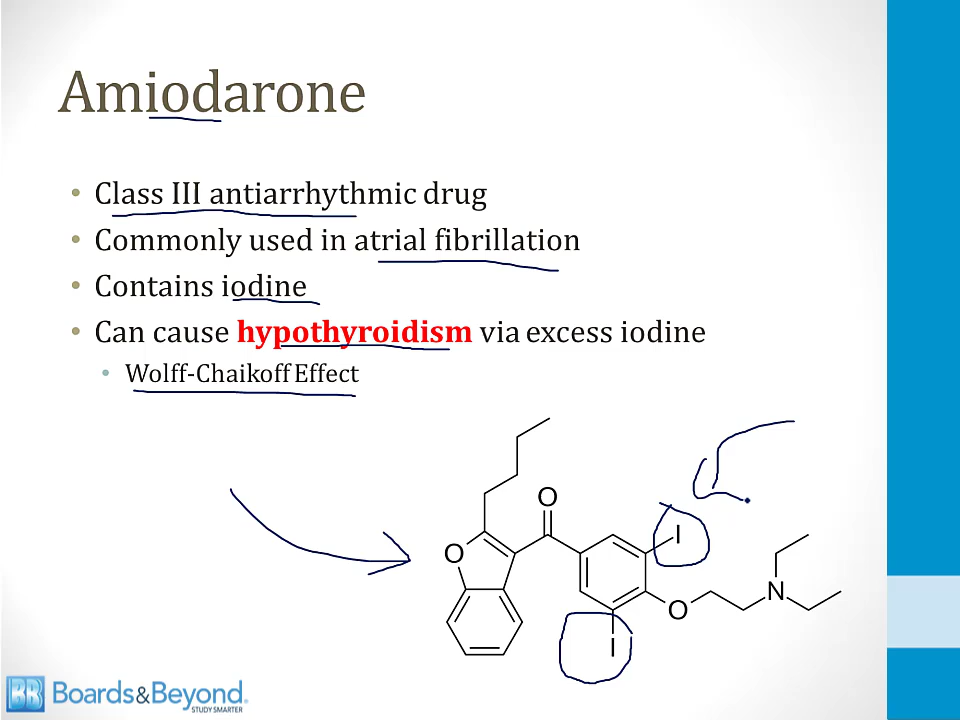 Amiodarone
• Class III antiarrhythmic drug
• Commonly used in atrial fibrillation
• Contains iodine
• Can cause hypothyroidism via excess iodine
• Wolff-Chaikoff Effect
O
O
I
N
O
I
BB Boards&Beyond.
STUDY SMARTER